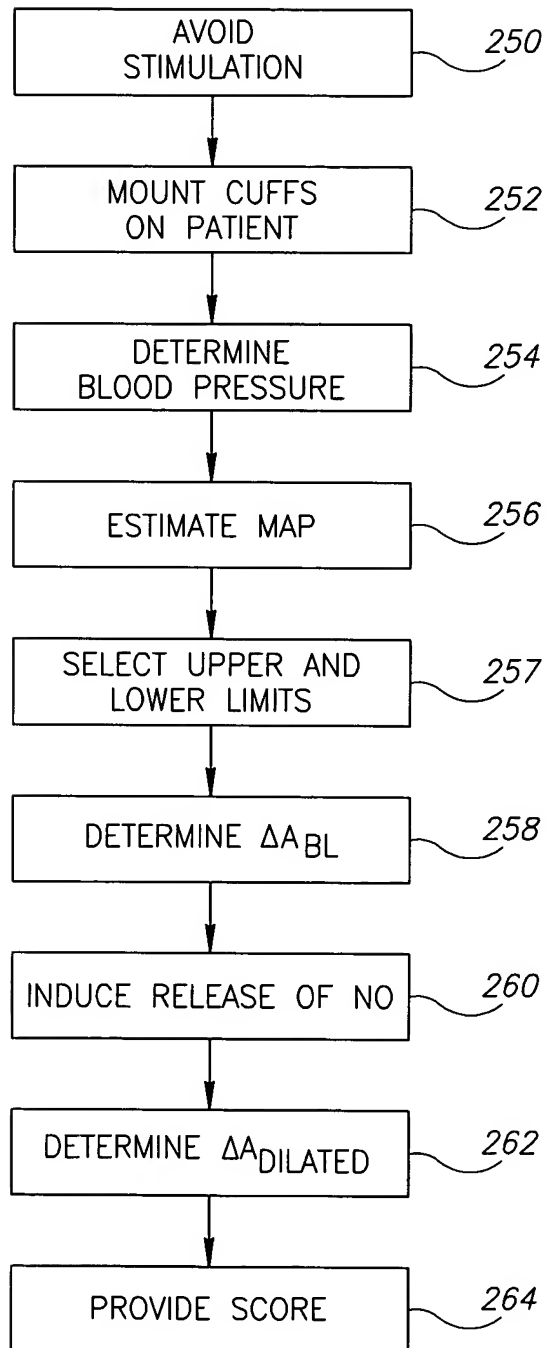 AVOID
STIMULATION
250
MOUNT CUFFS
ON PATIENT
252
DETERMINE
BLOOD PRESSURE
254
ESTIMATE MAP
256
SELECT UPPER AND
LOWER LIMITS
257
DETERMINE ΔA_BL
258
INDUCE RELEASE OF NO
260
DETERMINE ΔA_DILATED
262
PROVIDE SCORE
264